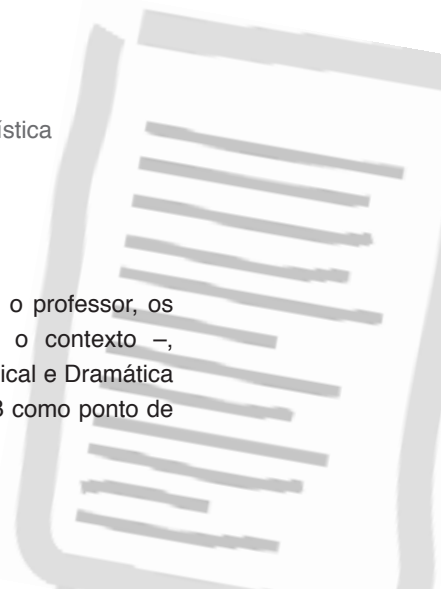 ística
o professor, os
o contexto –,
ical e Dramática
3 como ponto de